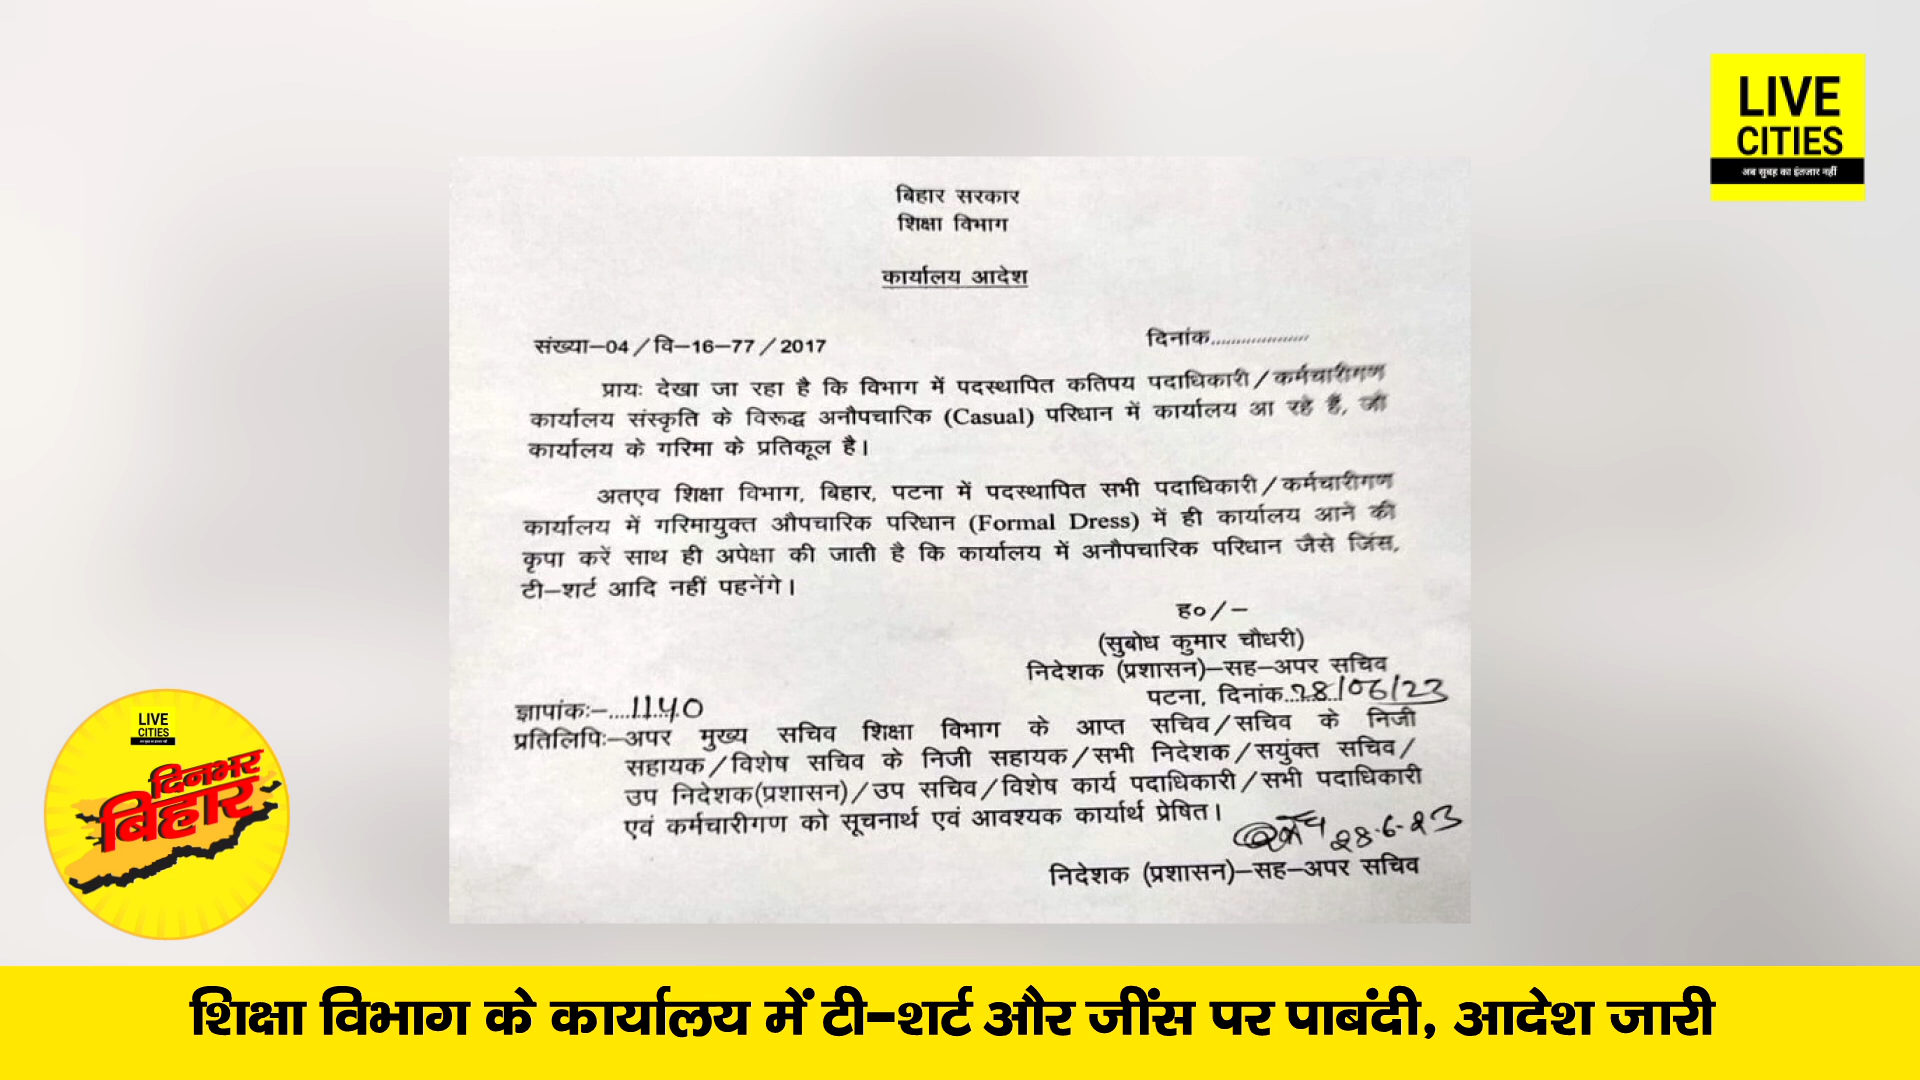 LIVE
CITIES
अब सुबह का इंतजार नहीं
बिहार सरकार
शिक्षा विभाग
कार्यालय आदेश
संख्या–04/वि–16–77/2017
दिनांक....................
प्रायः देखा जा रहा है कि विभाग में पदस्थापित कतिपय पदाधिकारी/कर्मचारीगण
कार्यालय संस्कृति के विरूद्ध अनौपचारिक (Casual) परिधान में कार्यालय आ रहे हैं, जो
कार्यालय के गरिमा के प्रतिकूल है।
अतएव शिक्षा विभाग, बिहार, पटना में पदस्थापित सभी पदाधिकारी/कर्मचारीगण
कार्यालय में गरिमायुक्त औपचारिक परिधान (Formal Dress) में ही कार्यालय आने की
कृपा करें साथ ही अपेक्षा की जाती है कि कार्यालय में अनौपचारिक परिधान जैसे जिंस,
टी–शर्ट आदि नहीं पहनेंगे।
ह०/–
(सुबोध कुमार चौधरी)
निदेशक (प्रशासन)–सह–अपर सचिव
पटना, दिनांक..28/06/23
ज्ञापांकः–....1140
प्रतिलिपिः–अपर मुख्य सचिव शिक्षा विभाग के आप्त सचिव/सचिव के निजी
सहायक/विशेष सचिव के निजी सहायक/सभी निदेशक/सयुंक्त सचिव/
उप निदेशक(प्रशासन)/उप सचिव/विशेष कार्य पदाधिकारी/सभी पदाधिकारी
एवं कर्मचारीगण को सूचनार्थ एवं आवश्यक कार्यार्थ प्रेषित।
28.6.23
निदेशक (प्रशासन)–सह–अपर सचिव
LIVE
CITIES
दिनभर
बिहार
शिक्षा विभाग के कार्यालय में टी-शर्ट और जींस पर पाबंदी, आदेश जारी